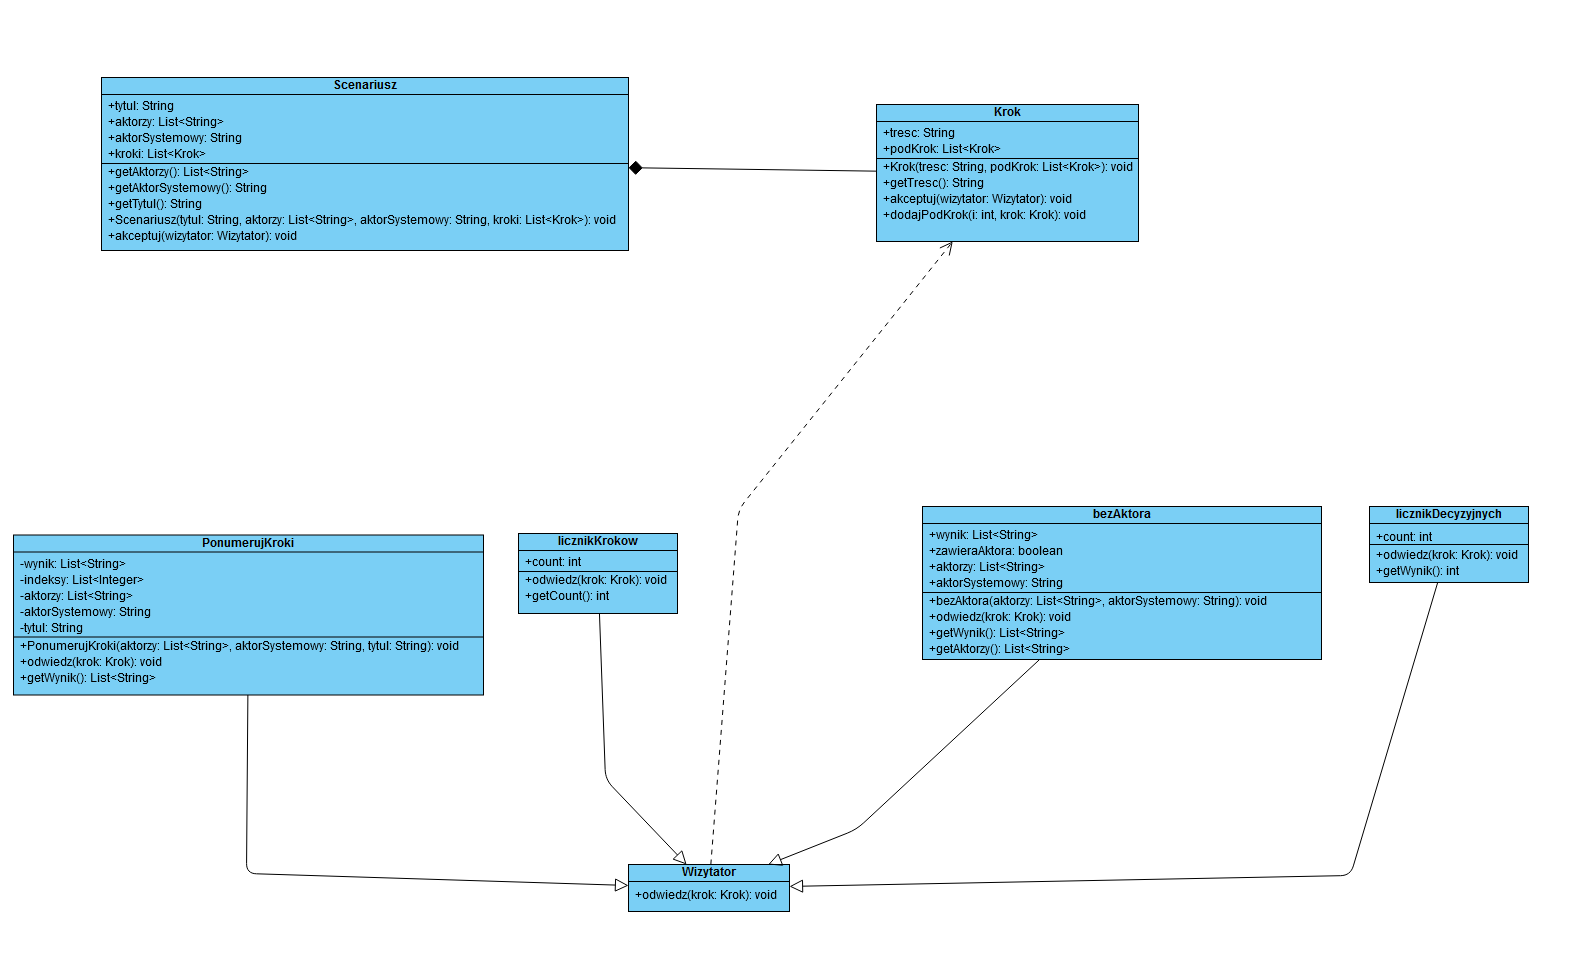 Scenariusz
+tytul: String
+aktorzy: List<String>
+aktorSystemowy: String
+kroki: List<Krok>
+getAktorzy(): List<String>
+getAktorSystemowy(): String
+getTytul(): String
+Scenariusz(tytul: String, aktorzy: List<String>, aktorSystemowy: String, kroki: List<Krok>): void
+akceptuj(wizytator: Wizytator): void
Krok
+tresc: String
+podKrok: List<Krok>
+Krok(tresc: String, podKrok: List<Krok>): void
+getTresc(): String
+akceptuj(wizytator: Wizytator): void
+dodajPodKrok(i: int, krok: Krok): void
PonumerujKroki
-wynik: List<String>
-indeksy: List<Integer>
-aktorzy: List<String>
-aktorSystemowy: String
-tytul: String
+PonumerujKroki(aktorzy: List<String>, aktorSystemowy: String, tytul: String): void
+odwiedz(krok: Krok): void
+getWynik(): List<String>
licznikKrokow
+count: int
+odwiedz(krok: Krok): void
+getCount(): int
bezAktora
+wynik: List<String>
+zawieraAktora: boolean
+aktorzy: List<String>
+aktorSystemowy: String
+bezAktora(aktorzy: List<String>, aktorSystemowy: String): void
+odwiedz(krok: Krok): void
+getWynik(): List<String>
+getAktorzy(): List<String>
licznikDecyzyjnych
+count: int
+odwiedz(krok: Krok): void
+getWynik(): int
Wizytator
+odwiedz(krok: Krok): void